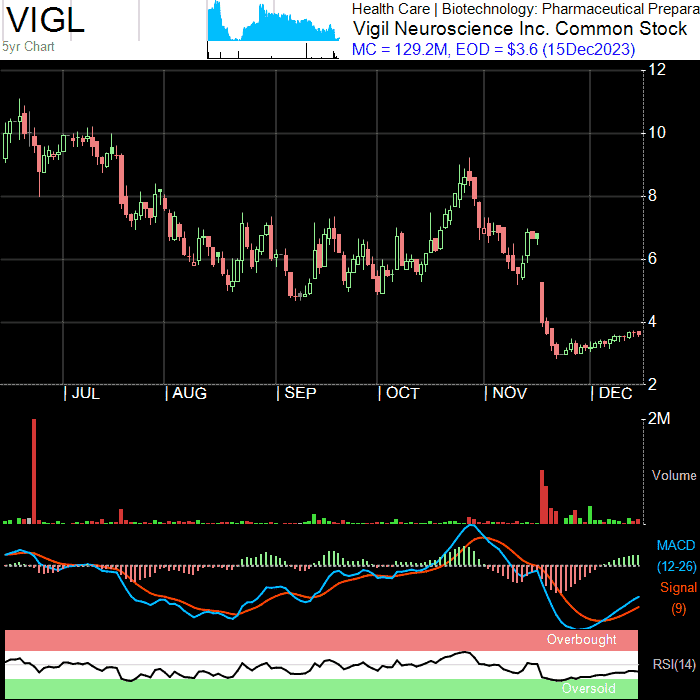 VIGL
5yr Chart
Health Care | Biotechnology: Pharmaceutical Prepara
Vigil Neuroscience Inc. Common Stock
MC = 129.2M, EOD = $3.6 (15Dec2023)
12
10
8
6
4
2
| JUL | AUG | SEP | OCT | NOV | DEC
2M
Volume
MACD
(12-26)
Signal
(9)
Overbought
RSI(14)
Oversold